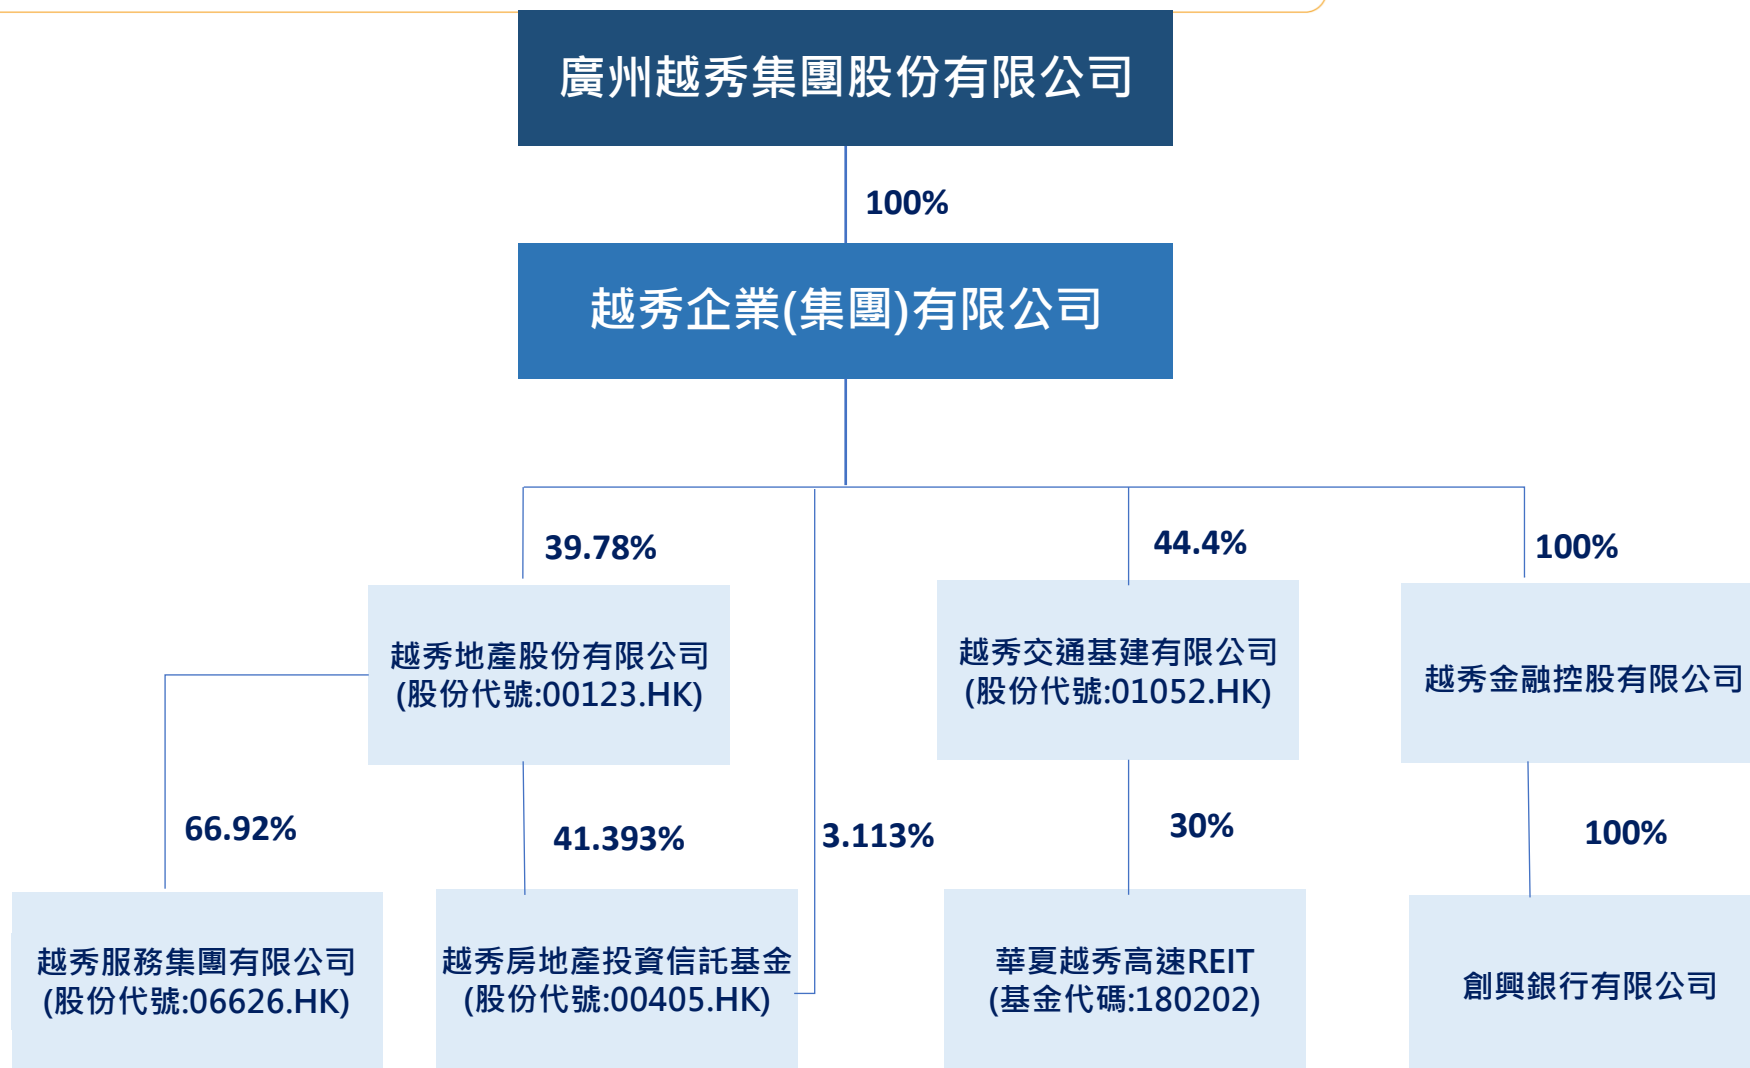 廣州越秀集團股份有限公司
100%
越秀企業(集團)有限公司
39.78%
44.4%
100%
越秀地產股份有限公司
(股份代號:00123.HK)
越秀交通基建有限公司
(股份代號:01052.HK)
越秀金融控股有限公司
66.92%
41.393%
3.113%
30%
100%
越秀服務集團有限公司
(股份代號:06626.HK)
越秀房地產投資信託基金
(股份代號:00405.HK)
華夏越秀高速REIT
(基金代碼:180202)
創興銀行有限公司